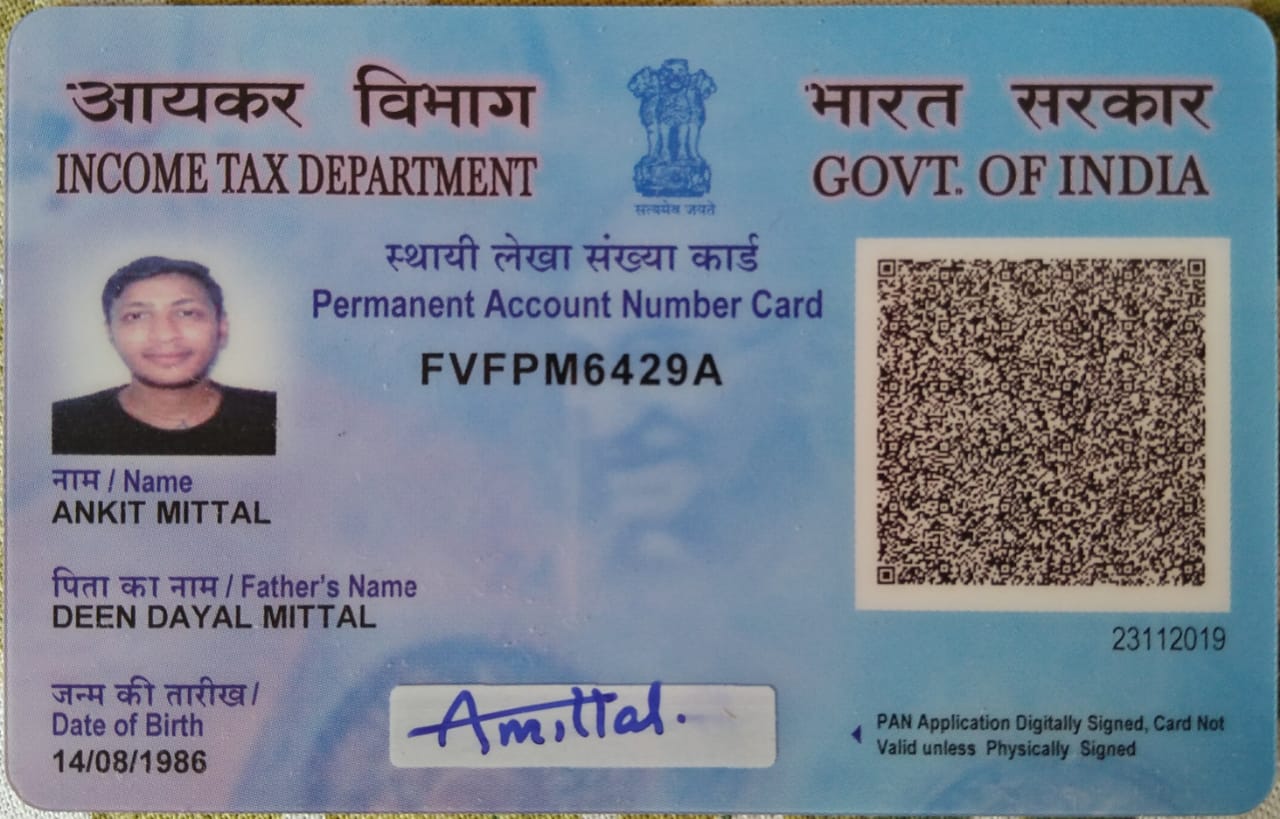 आयकर विभाग
INCOME TAX DEPARTMENT
सत्यमेव जयते
भारत सरकार
GOVT. OF INDIA
स्थायी लेखा संख्या कार्ड
Permanent Account Number Card
FVFPM6429A
नाम / Name
ANKIT MITTAL
पिता का नाम / Father's Name
DEEN DAYAL MITTAL
जन्म की तारीख /
Date of Birth
14/08/1986
Amittal.
23112019
PAN Application Digitally Signed, Card Not
Valid unless Physically Signed